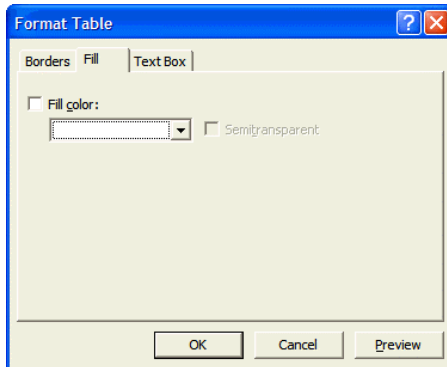 Format Table
Borders Fill Text Box
Fill color:
Semitransparent
OK Cancel Preview